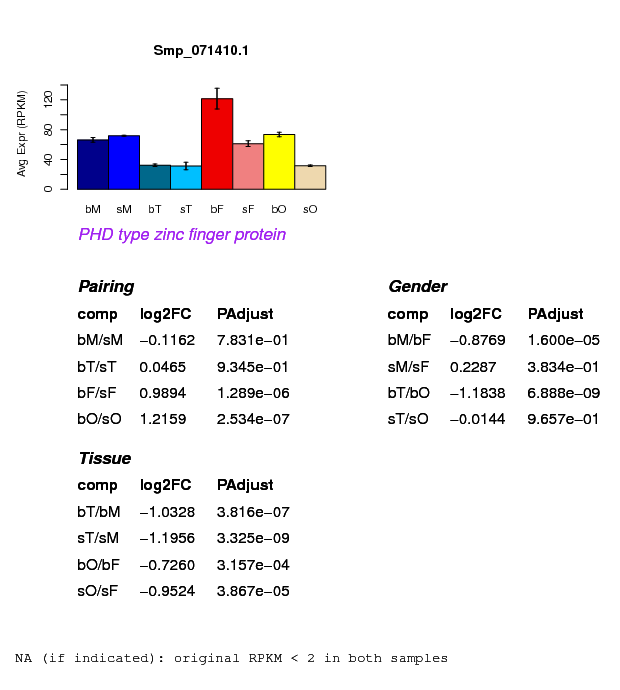 Smp_071410.1
Avg Expr (RPKM)
0 40 80 120
bM sM bT sT bF sF bO sO
PHD type zinc finger protein
Pairing
comp log2FC PAdjust
bM/sM −0.1162 7.831e−01
bT/sT 0.0465 9.345e−01
bF/sF 0.9894 1.289e−06
bO/sO 1.2159 2.534e−07
Gender
comp log2FC PAdjust
bM/bF −0.8769 1.600e−05
sM/sF 0.2287 3.834e−01
bT/bO −1.1838 6.888e−09
sT/sO −0.0144 9.657e−01
Tissue
comp log2FC PAdjust
bT/bM −1.0328 3.816e−07
sT/sM −1.1956 3.325e−09
bO/bF −0.7260 3.157e−04
sO/sF −0.9524 3.867e−05
NA (if indicated): original RPKM < 2 in both samples